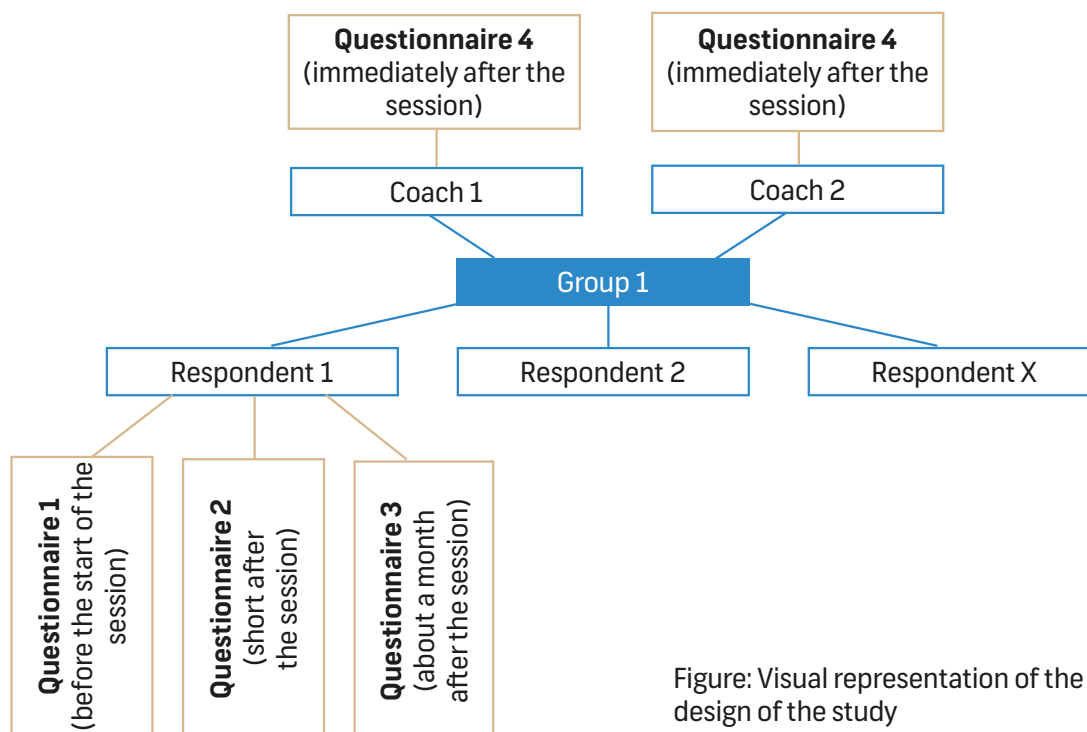 Questionnaire 4
(immediately after the
session)
Questionnaire 4
(immediately after the
session)
Coach 1
Coach 2
Group 1
Respondent 1
Respondent 2
Respondent X
Questionnaire 1
(before the start of the
session)
Questionnaire 2
(short after
the session)
Questionnaire 3
(about a month
after the session)
Figure: Visual representation of the
design of the study